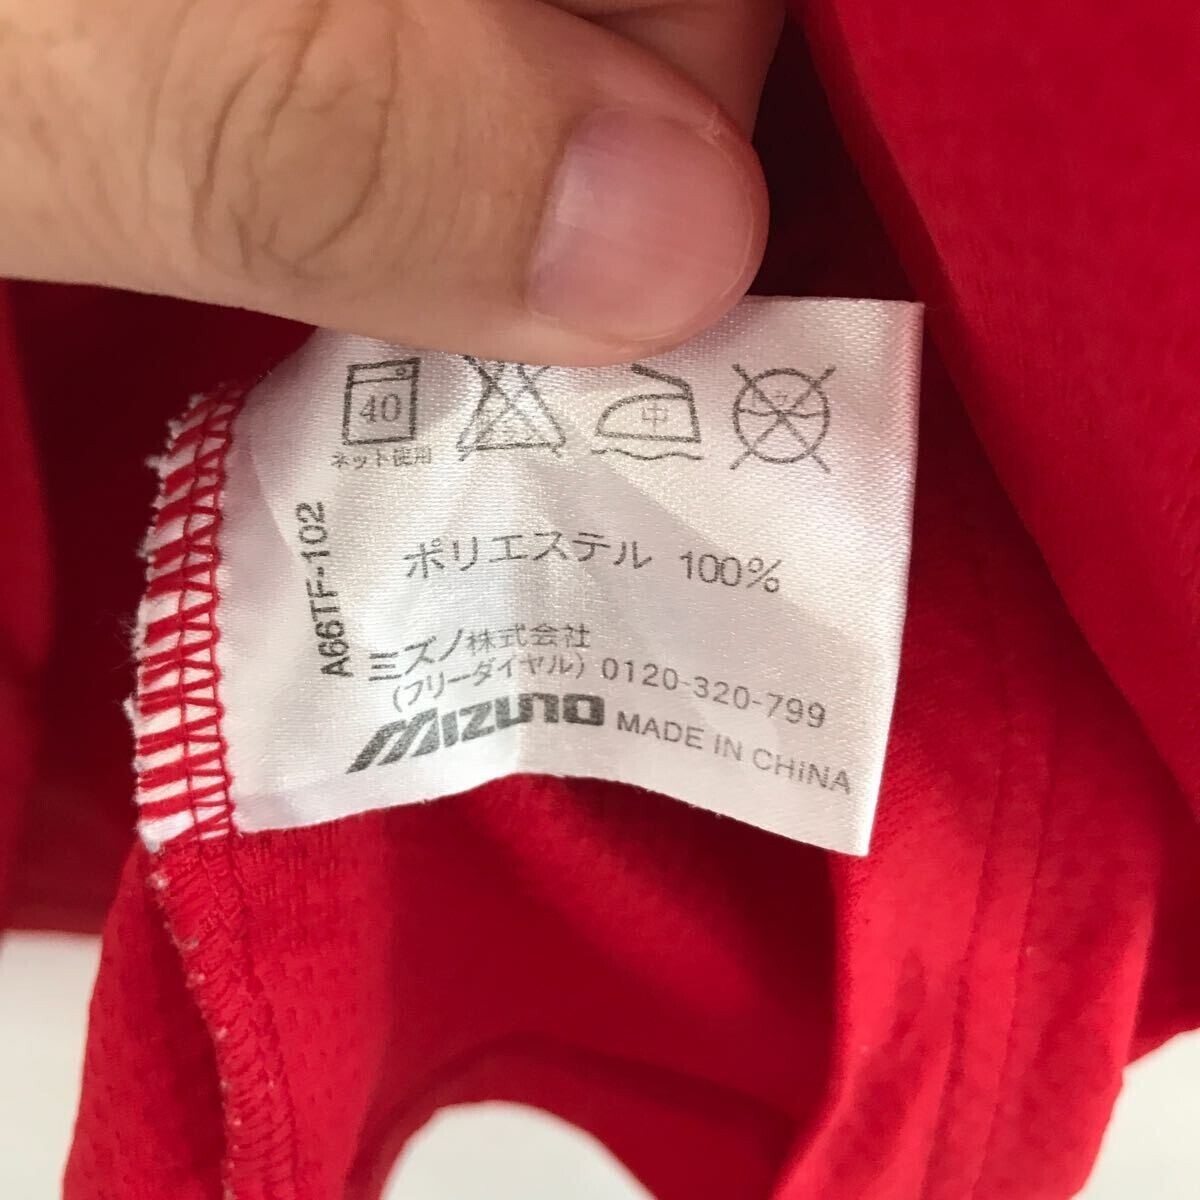 40 中
ネット使用
A66TF-102
ポリエステル 100%
ミズノ株式会社
(フリーダイヤル) 0120-320-799
MIZUNO MADE IN CHINA